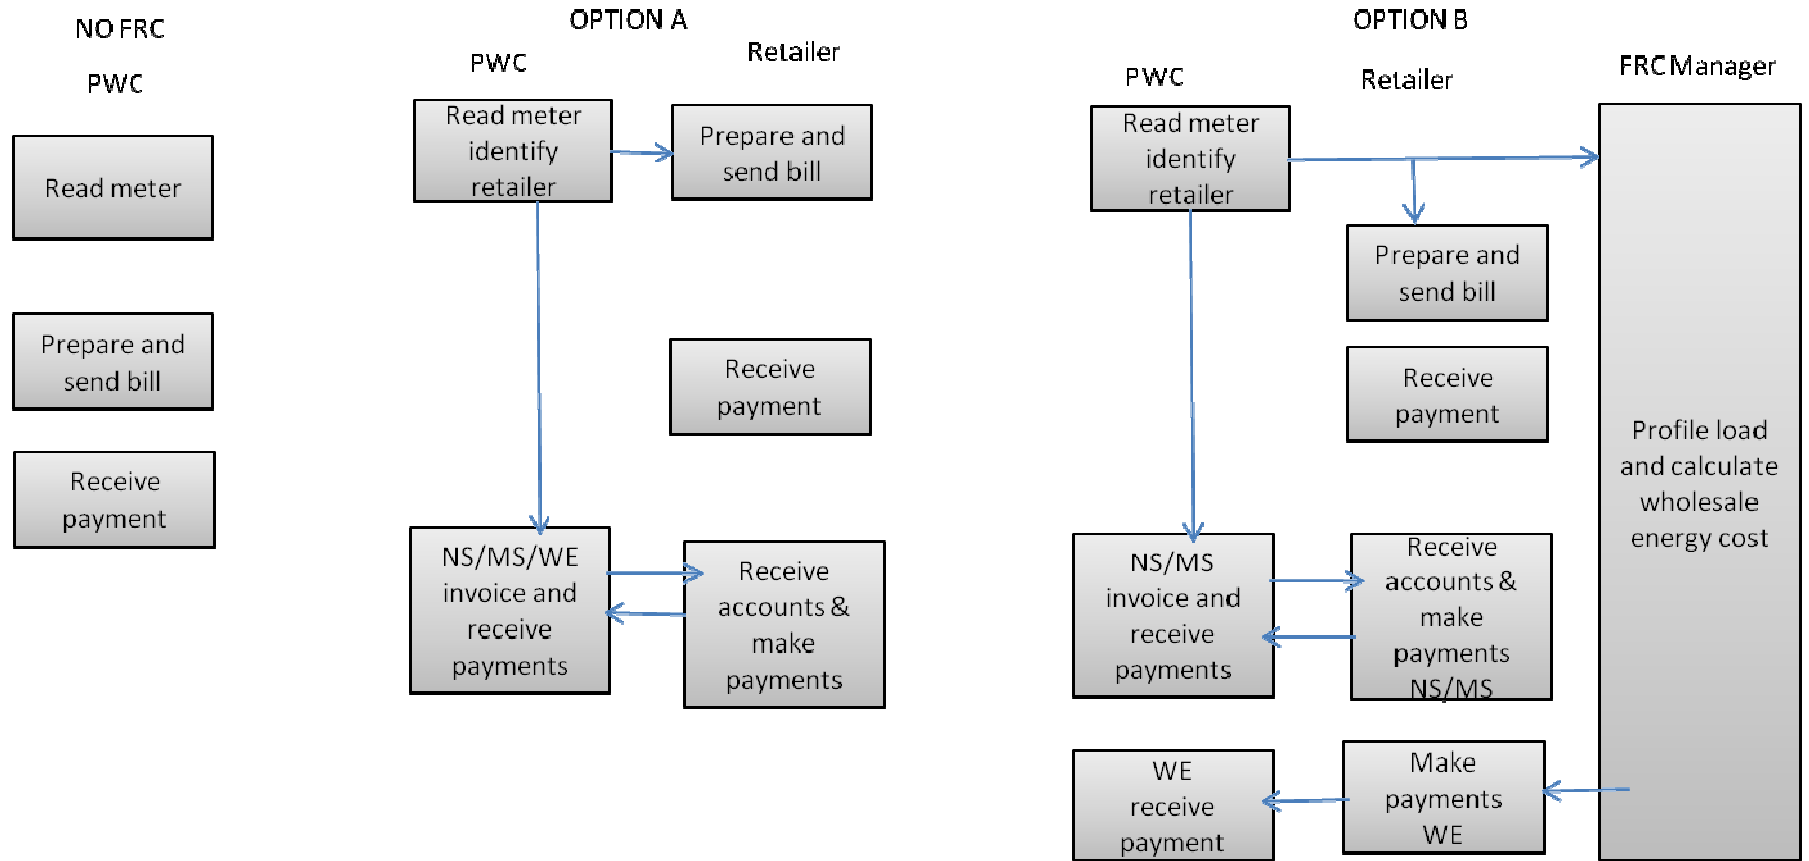 NO FRC
PWC
Read meter
Prepare and
send bill
Receive
payment
OPTION A
PWC
Retailer
Read meter
identify
retailer
Prepare and
send bill
Receive
payment
NS/MS/WE
invoice and
receive
payments
Receive
accounts &
make
payments
OPTION B
PWC
Retailer
FRC Manager
Read meter
identify
retailer
Prepare and
send bill
Receive
payment
NS/MS
invoice and
receive
payments
Receive
accounts &
make
payments
NS/MS
WE
receive
payment
Make
payments
WE
Profile load
and calculate
wholesale
energy cost